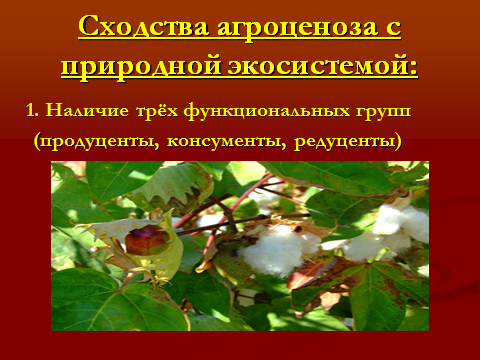 Сходства агроценоза с
природной экосистемой:
1. Наличие трёх функциональных групп
(продуценты, консументы, редуценты)